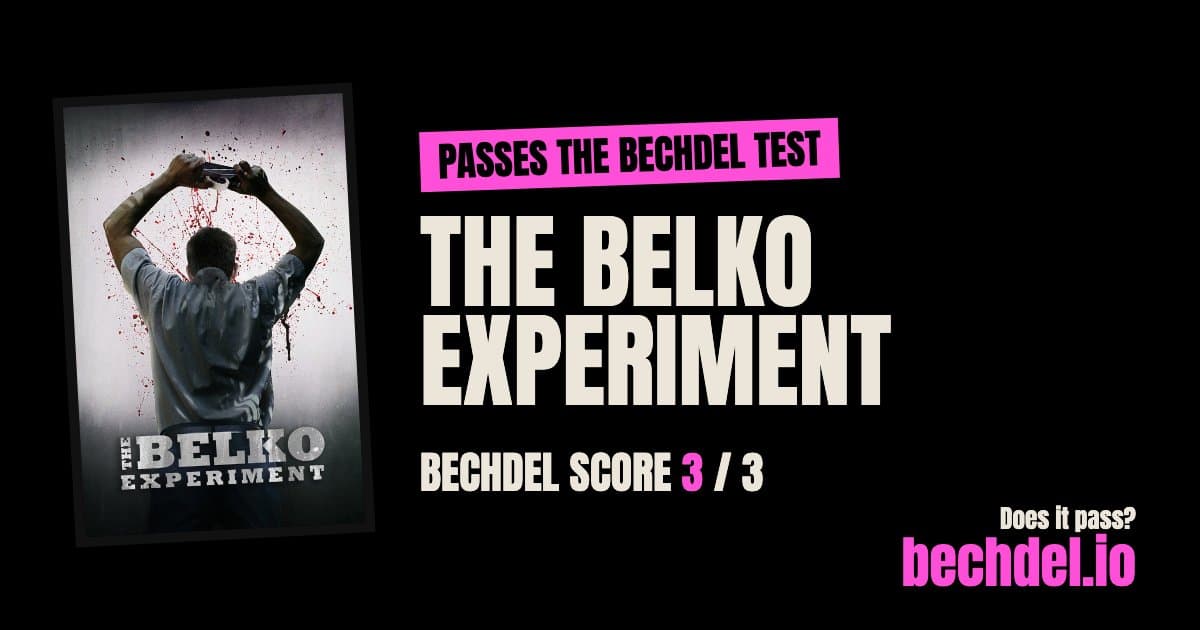 THE BELKO
EXPERIMENT
PASSES THE BECHDEL TEST
THE BELKO
EXPERIMENT
BECHDEL SCORE 3 / 3
Does it pass?
bechdel.io